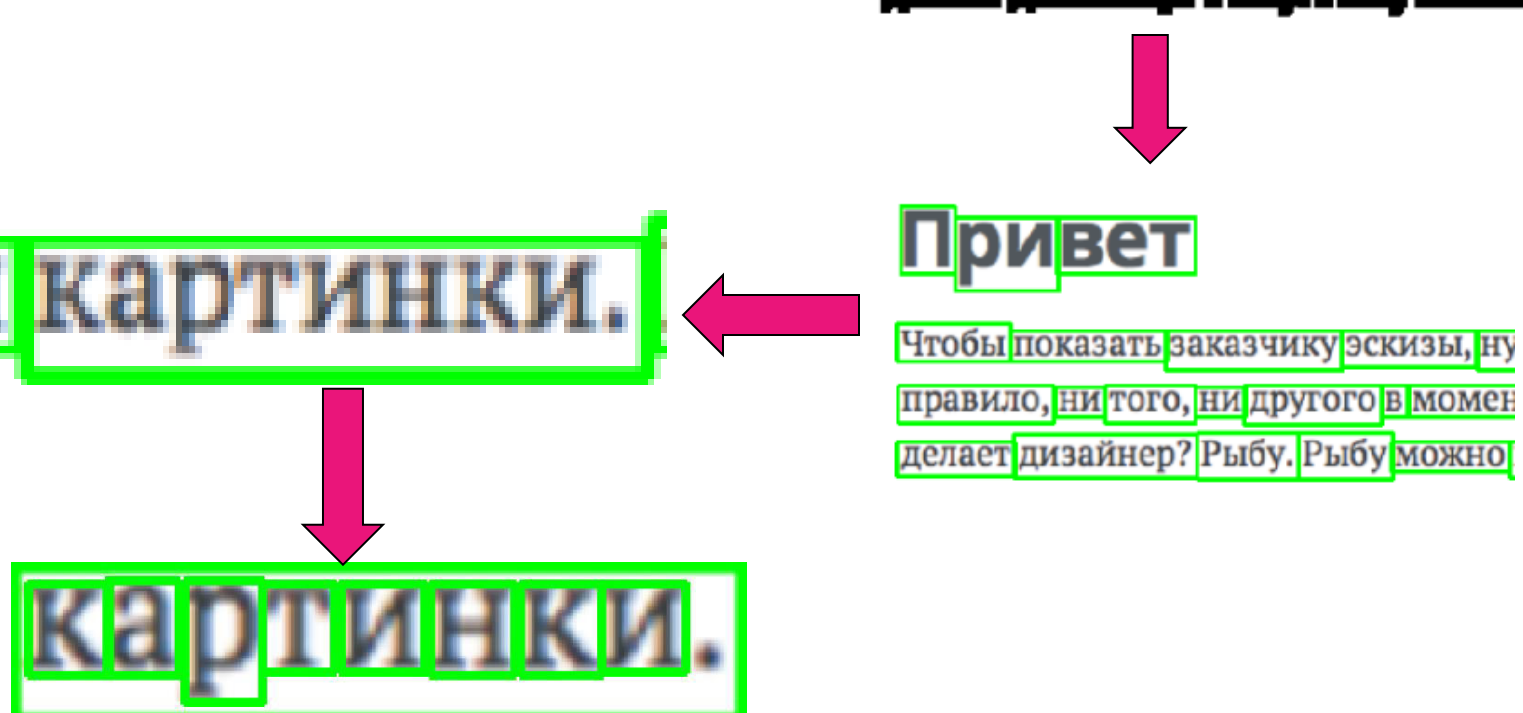 Привет
Чтобы показать заказчику эскизы,
правило, ни того, ни другого в
делает дизайнер? Рыбу. Рыбу можно
картинки.
картинки.